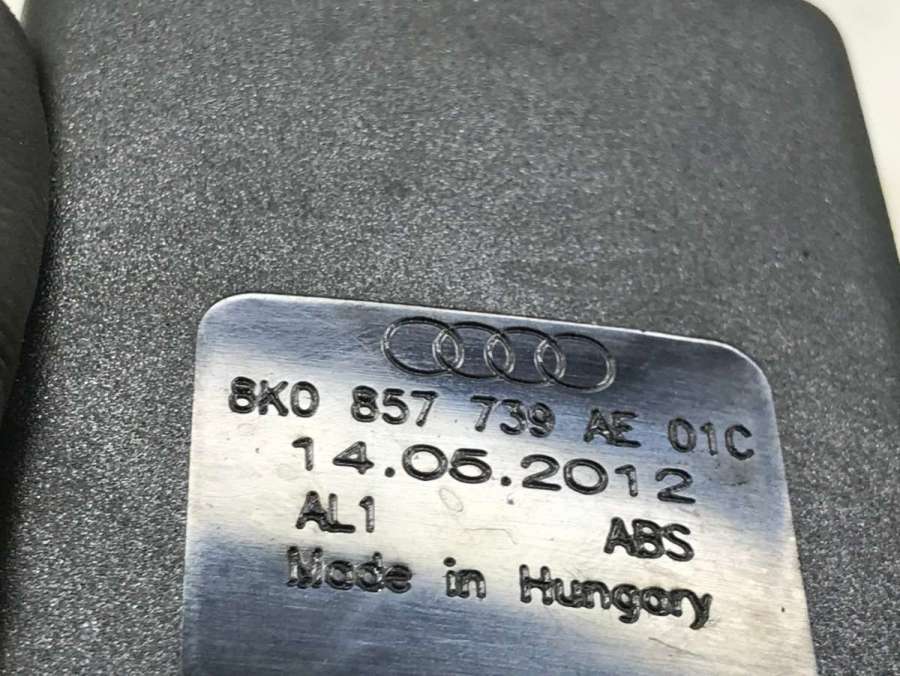 8K0 857 739 AE 01C
14.05.2012
AL1 ABS
Made in Hungary